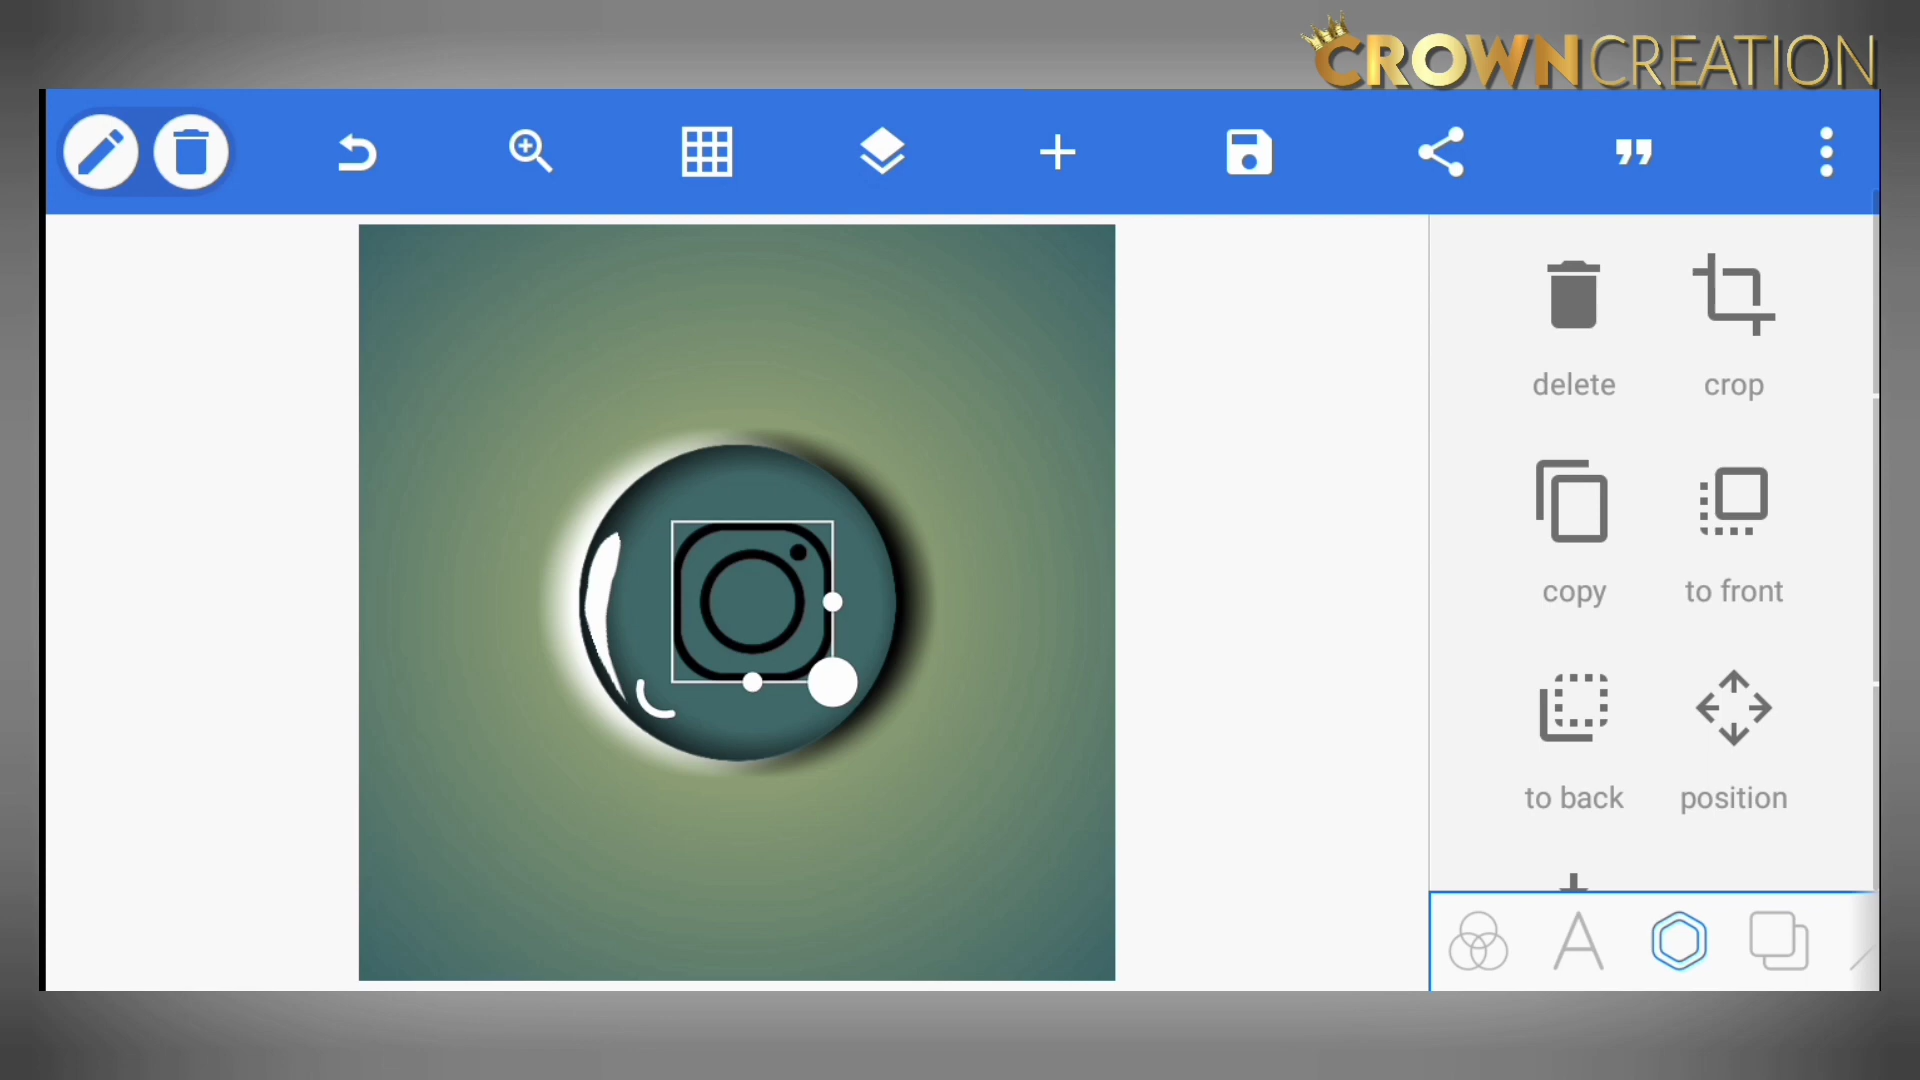 CROWNCREATION
delete
crop
copy
to front
to back
position